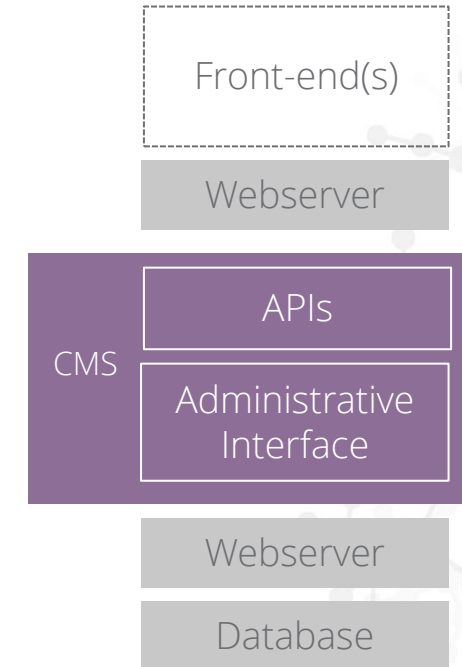 Front-end(s)
Webserver
CMS
APIs
Administrative
Interface
Webserver
Database